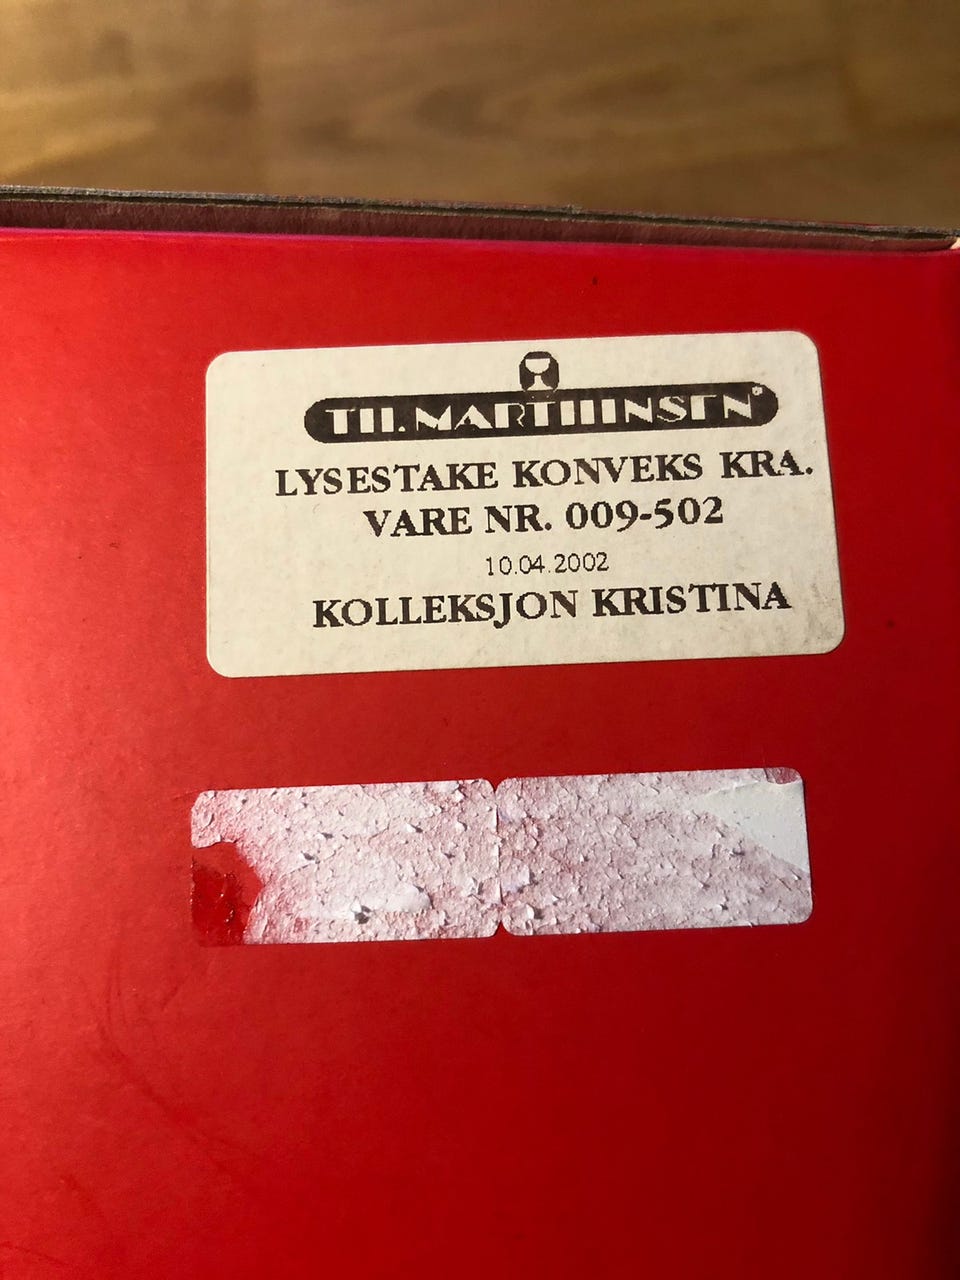 TH. MARTHINSEN®
LYSESTAKE KONVEKS KRA.
VARE NR. 009-502
10.04.2002
KOLLEKSJON KRISTINA